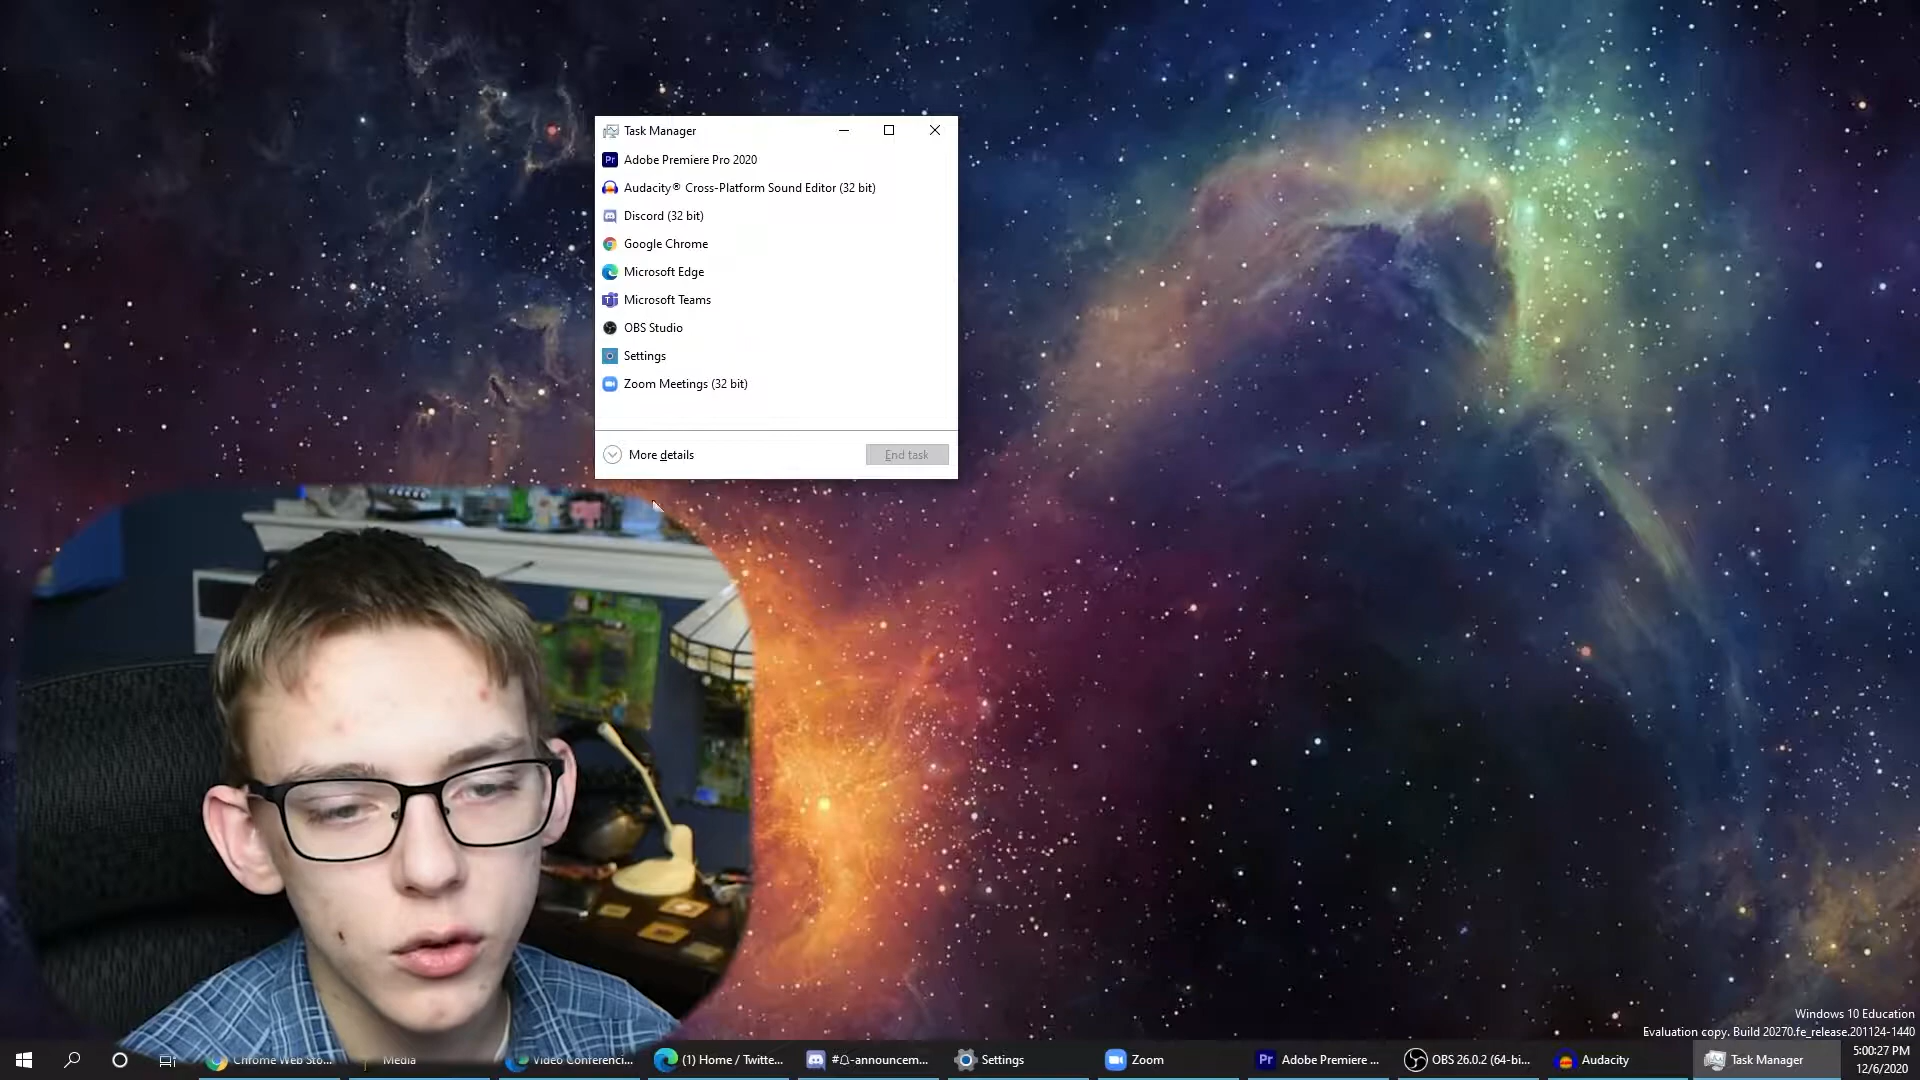 Task Manager
Adobe Premiere Pro 2020
Audacity® Cross-Platform Sound Editor (32 bit)
Discord (32 bit)
Google Chrome
Microsoft Edge
Microsoft Teams
OBS Studio
Settings
Zoom Meetings (32 bit)
More details
End task
Windows 10 Education
Evaluation copy. Build 20270.fe_release.201124-1440
Chrome Web Sto...
Media
Video Conferenci...
(1) Home / Twitte...
#🔔-announcem...
Settings
Zoom
Pr
Adobe Premiere ...
OBS 26.0.2 (64-bi...
Audacity
Task Manager
5:00:27 PM
12/6/2020